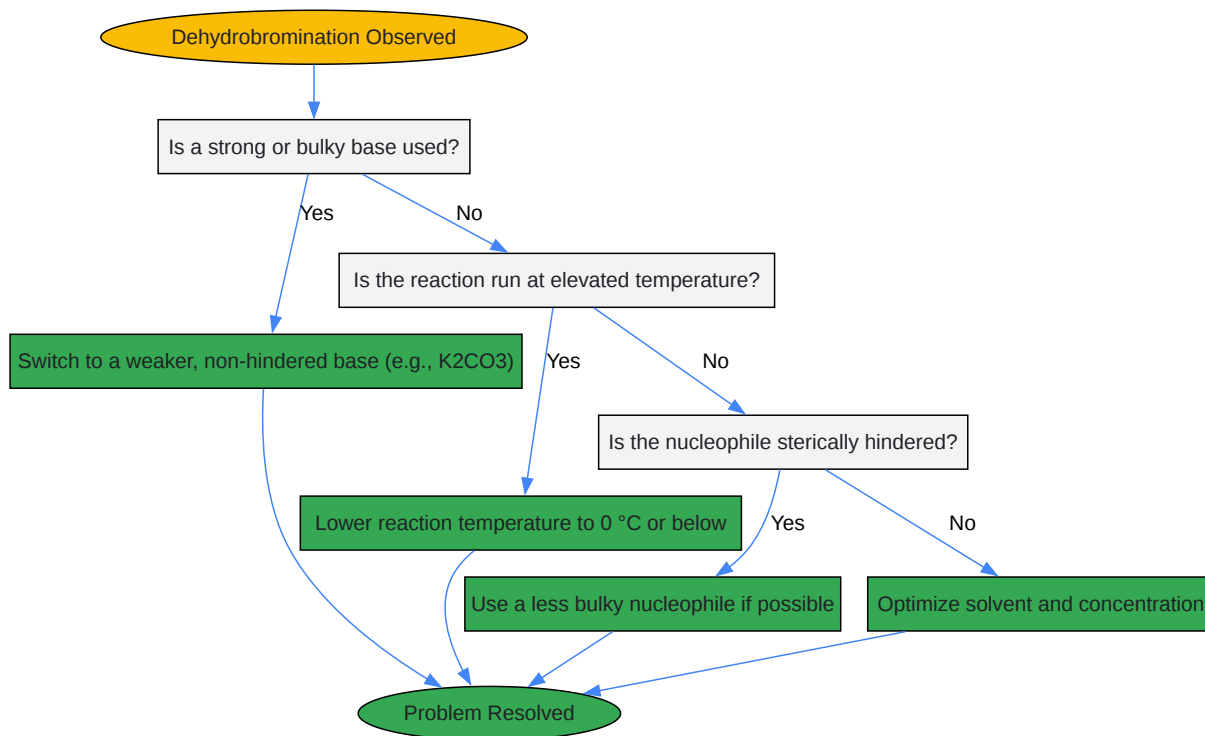 Dehydrobromination Observed
Is a strong or bulky base used?
Yes
No
Is the reaction run at elevated temperature?
Switch to a weaker, non-hindered base (e.g., K2CO3)
Yes
No
Is the nucleophile sterically hindered?
Lower reaction temperature to 0 °C or below
Yes
No
Use a less bulky nucleophile if possible
Optimize solvent and concentration
Problem Resolved